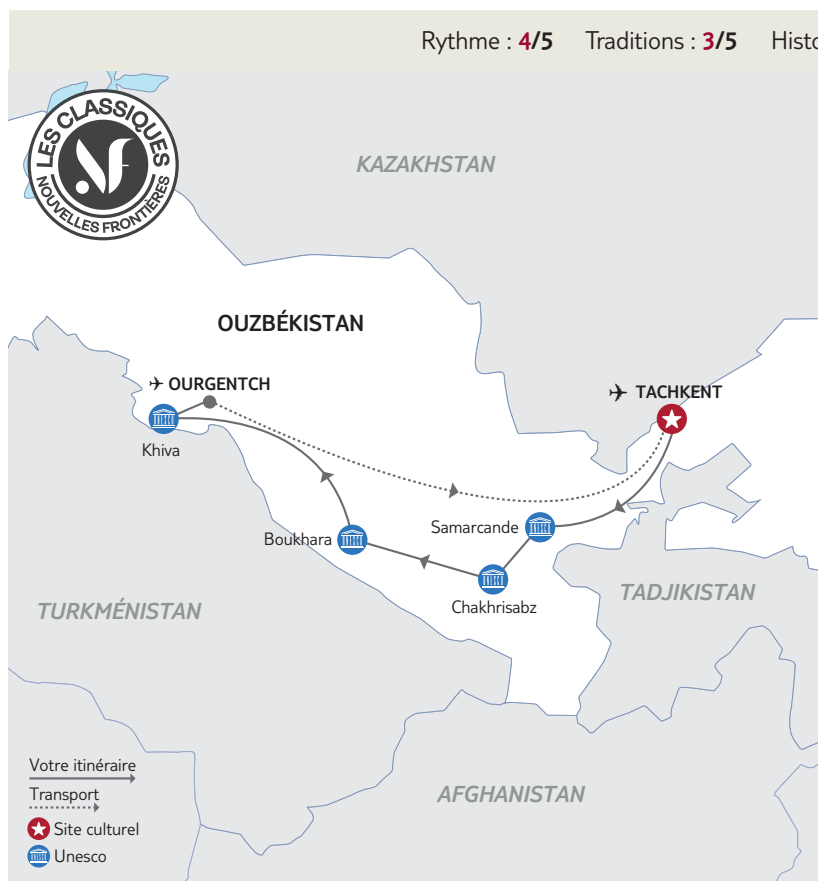 Rythme : 4/5 Traditions : 3/5
LES CLASSIQUES
NF
NOUVELLES FRONTIÈRES
KAZAKHSTAN
OUZBÉKISTAN
OURGENTCH
TACHKENT
Khiva
Samarcande
Boukhara
Chakhrisabz
TADJIKISTAN
TURKMÉNISTAN
Votre itinéraire
Transport
AFGHANISTAN
Site culturel
Unesco